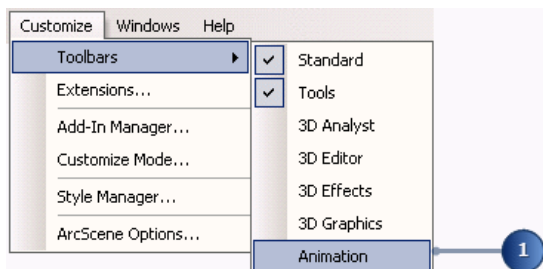 Customize Windows Help
Toolbars
Extensions...
Add-In Manager...
Customize Mode...
Style Manager...
ArcScene Options...
Standard
Tools
3D Analyst
3D Editor
3D Effects
3D Graphics
Animation
1